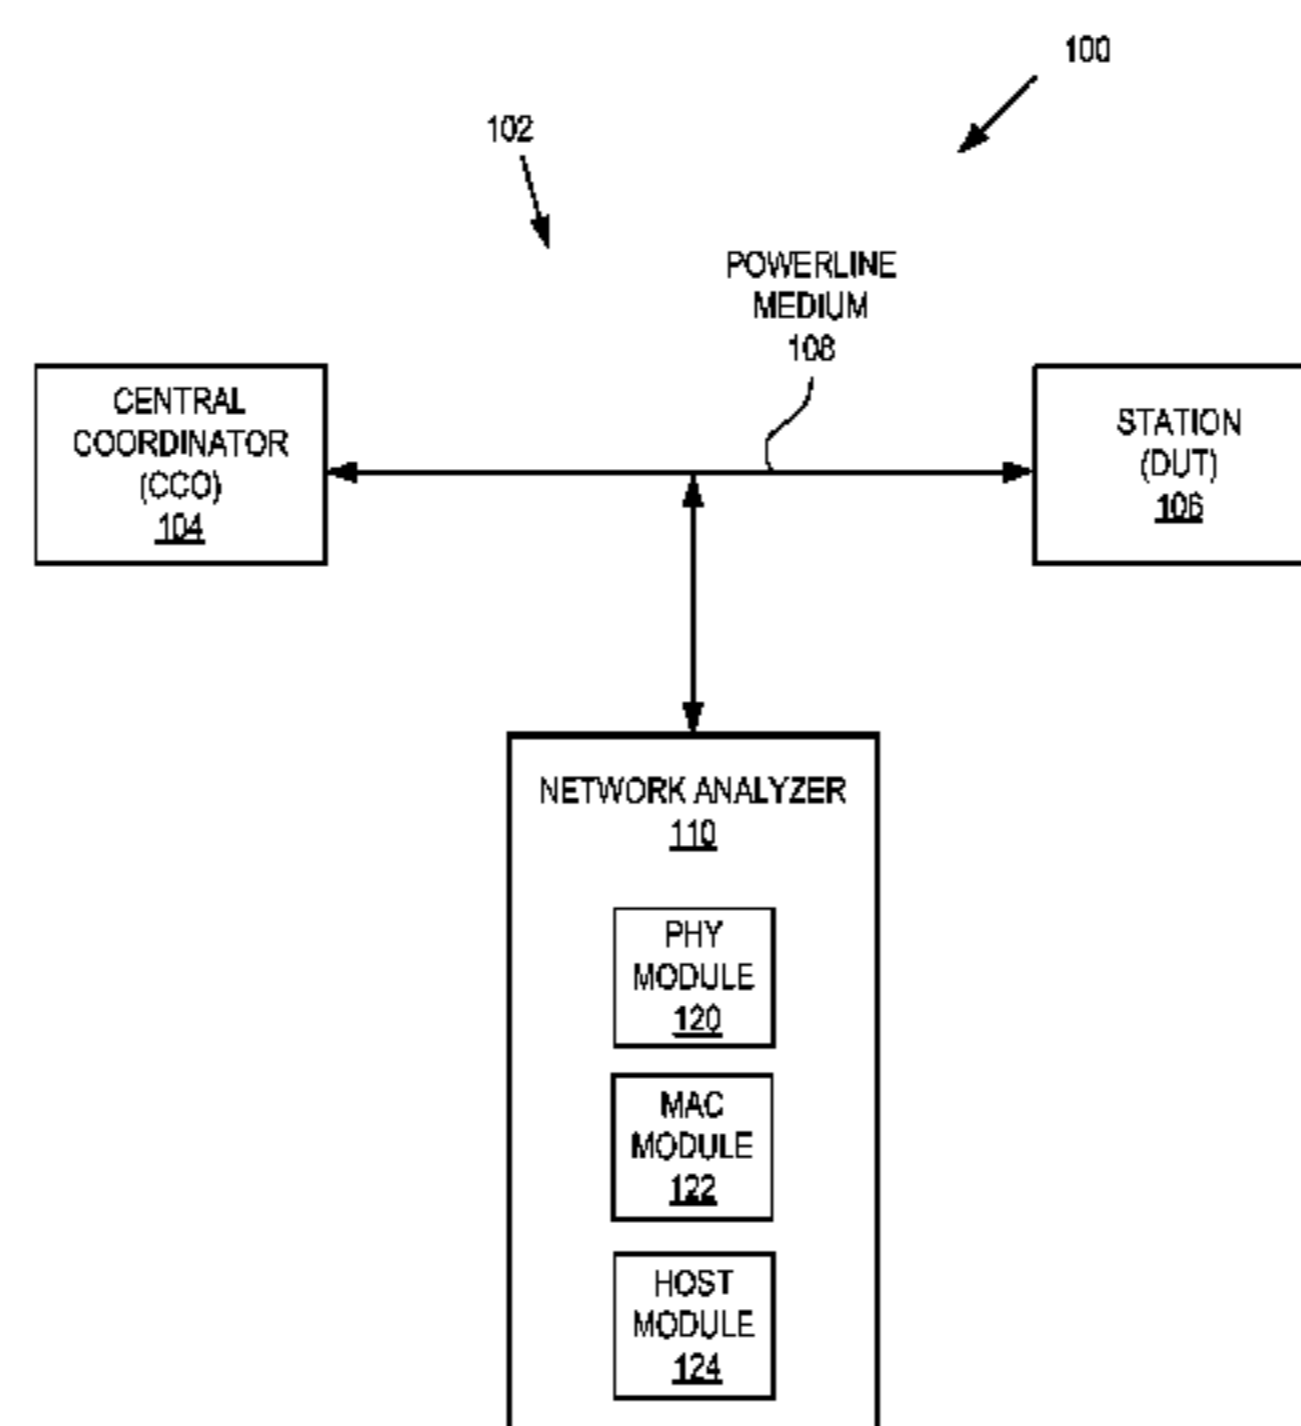 100
102
POWERLINE
MEDIUM
108
CENTRAL
COORDINATOR
(CCO)
104
STATION
(DUT)
106
NETWORK ANALYZER
110
PHY
MODULE
120
MAC
MODULE
122
HOST
MODULE
124